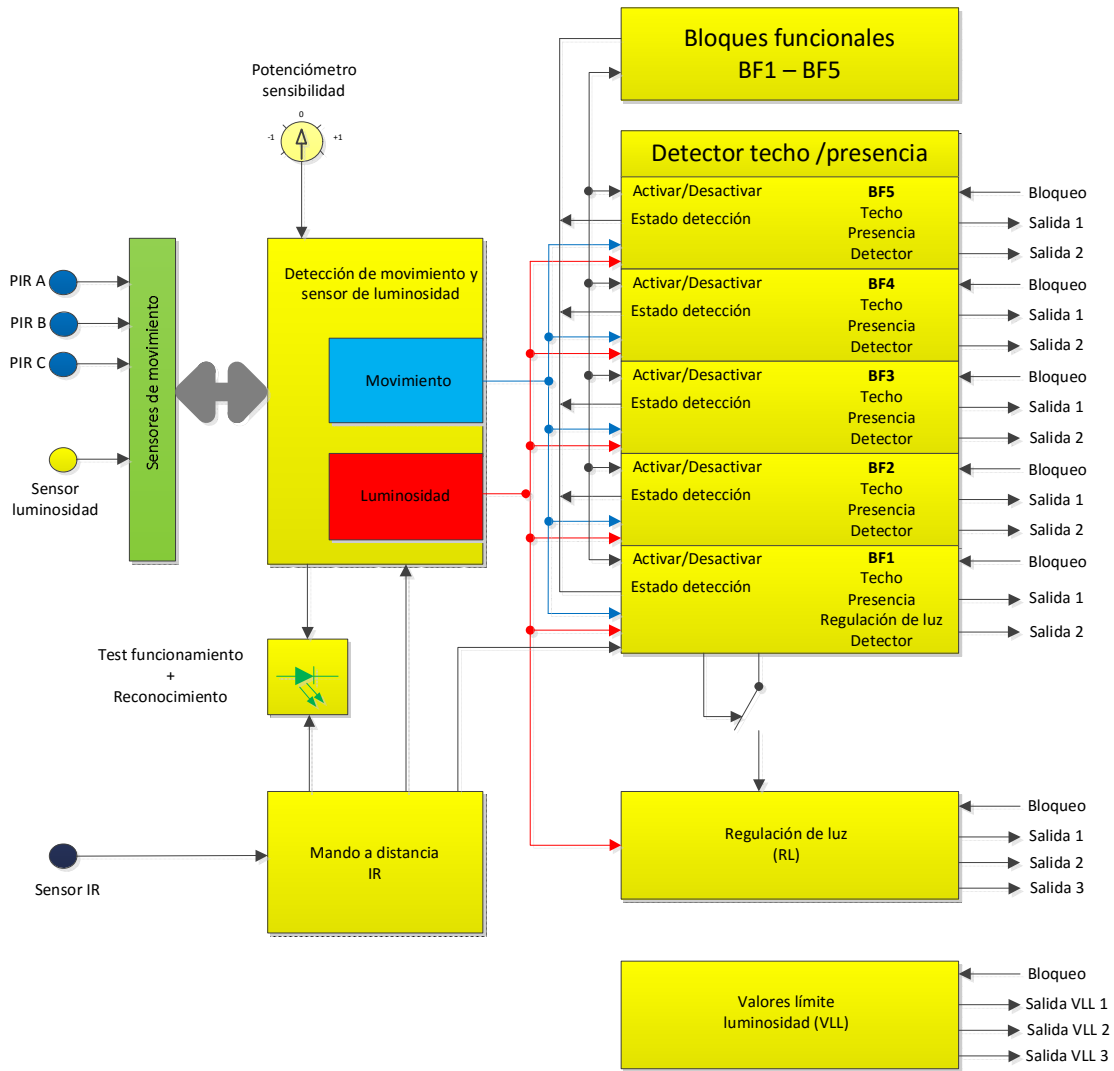 Bloques funcionales
BF1 – BF5
Potenciómetro
sensibilidad
0
-1
+1
Detector techo /presencia
Activar/Desactivar
BF5
Bloqueo
Estado detección
Techo
Salida 1
Presencia
Detector
Salida 2
Activar/Desactivar
BF4
Bloqueo
Estado detección
Techo
Salida 1
Presencia
Detector
Salida 2
Activar/Desactivar
BF3
Bloqueo
Estado detección
Techo
Salida 1
Presencia
Detector
Salida 2
Activar/Desactivar
BF2
Bloqueo
Estado detección
Techo
Salida 1
Presencia
Detector
Salida 2
Activar/Desactivar
BF1
Bloqueo
Estado detección
Techo
Salida 1
Presencia
Regulación de luz
Detector
Salida 2
PIR A
PIR B
PIR C
Sensores de movimiento
Sensor
luminosidad
Detección de movimiento y
sensor de luminosidad
Movimiento
Luminosidad
Test funcionamiento
+
Reconocimiento
Sensor IR
Mando a distancia
IR
Regulación de luz
(RL)
Bloqueo
Salida 1
Salida 2
Salida 3
Valores límite
luminosidad (VLL)
Bloqueo
Salida VLL 1
Salida VLL 2
Salida VLL 3